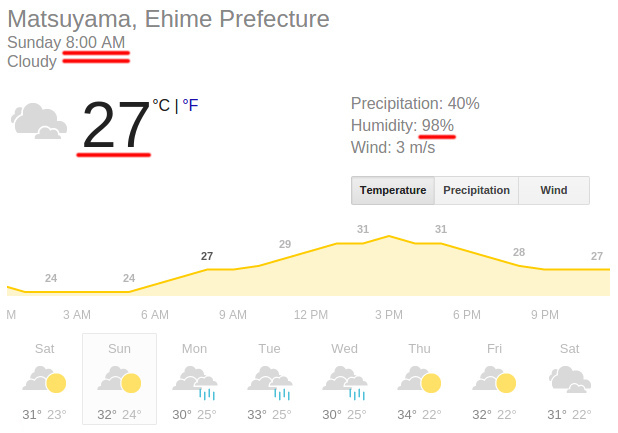 Matsuyama, Ehime Prefecture
Sunday 8:00 AM
Cloudy
27 °C | °F
Precipitation: 40%
Humidity: 98%
Wind: 3 m/s
Temperature Precipitation Wind
24 24 27 29 31 31 28 27
M 3 AM 6 AM 9 AM 12 PM 3 PM 6 PM 9 PM
Sat Sun Mon Tue Wed Thu Fri Sat
31° 23° 32° 24° 30° 25° 33° 25° 30° 25° 34° 22° 32° 22° 31° 22°